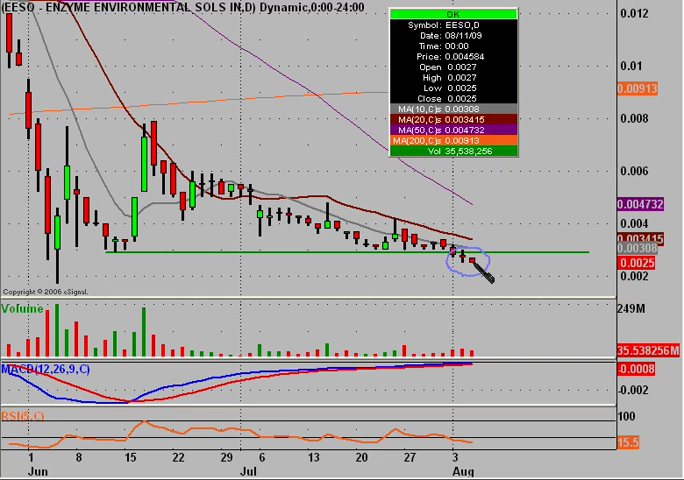 (EESO - ENZYME ENVIRONMENTAL SOLS IN,D) Dynamic,0:00-24:00
OK
Symbol: EESO,D
Date: 08/11/09
Time: 00:00
Price: 0.004584
Open 0.0027
High 0.0027
Low 0.0025
Close 0.0025
MA(10,C)s 0.00308
MA(20,C)s 0.003415
MA(50,C)s 0.004732
MA(200,C)s 0.00913
Vol 35,538,256
0.012
0.01
0.00913
0.006
0.004732
0.004
0.003415
0.00308
0.0025
0.002
Copyright © 2006 eSignal.
Volume
249M
35.538256M
MACD(12,26,9,C)
-0.0008
-0.002
RSI(5,C)
100
15.5
1 8 15 22 29 6 13 20 27 3
Jun Jul Aug